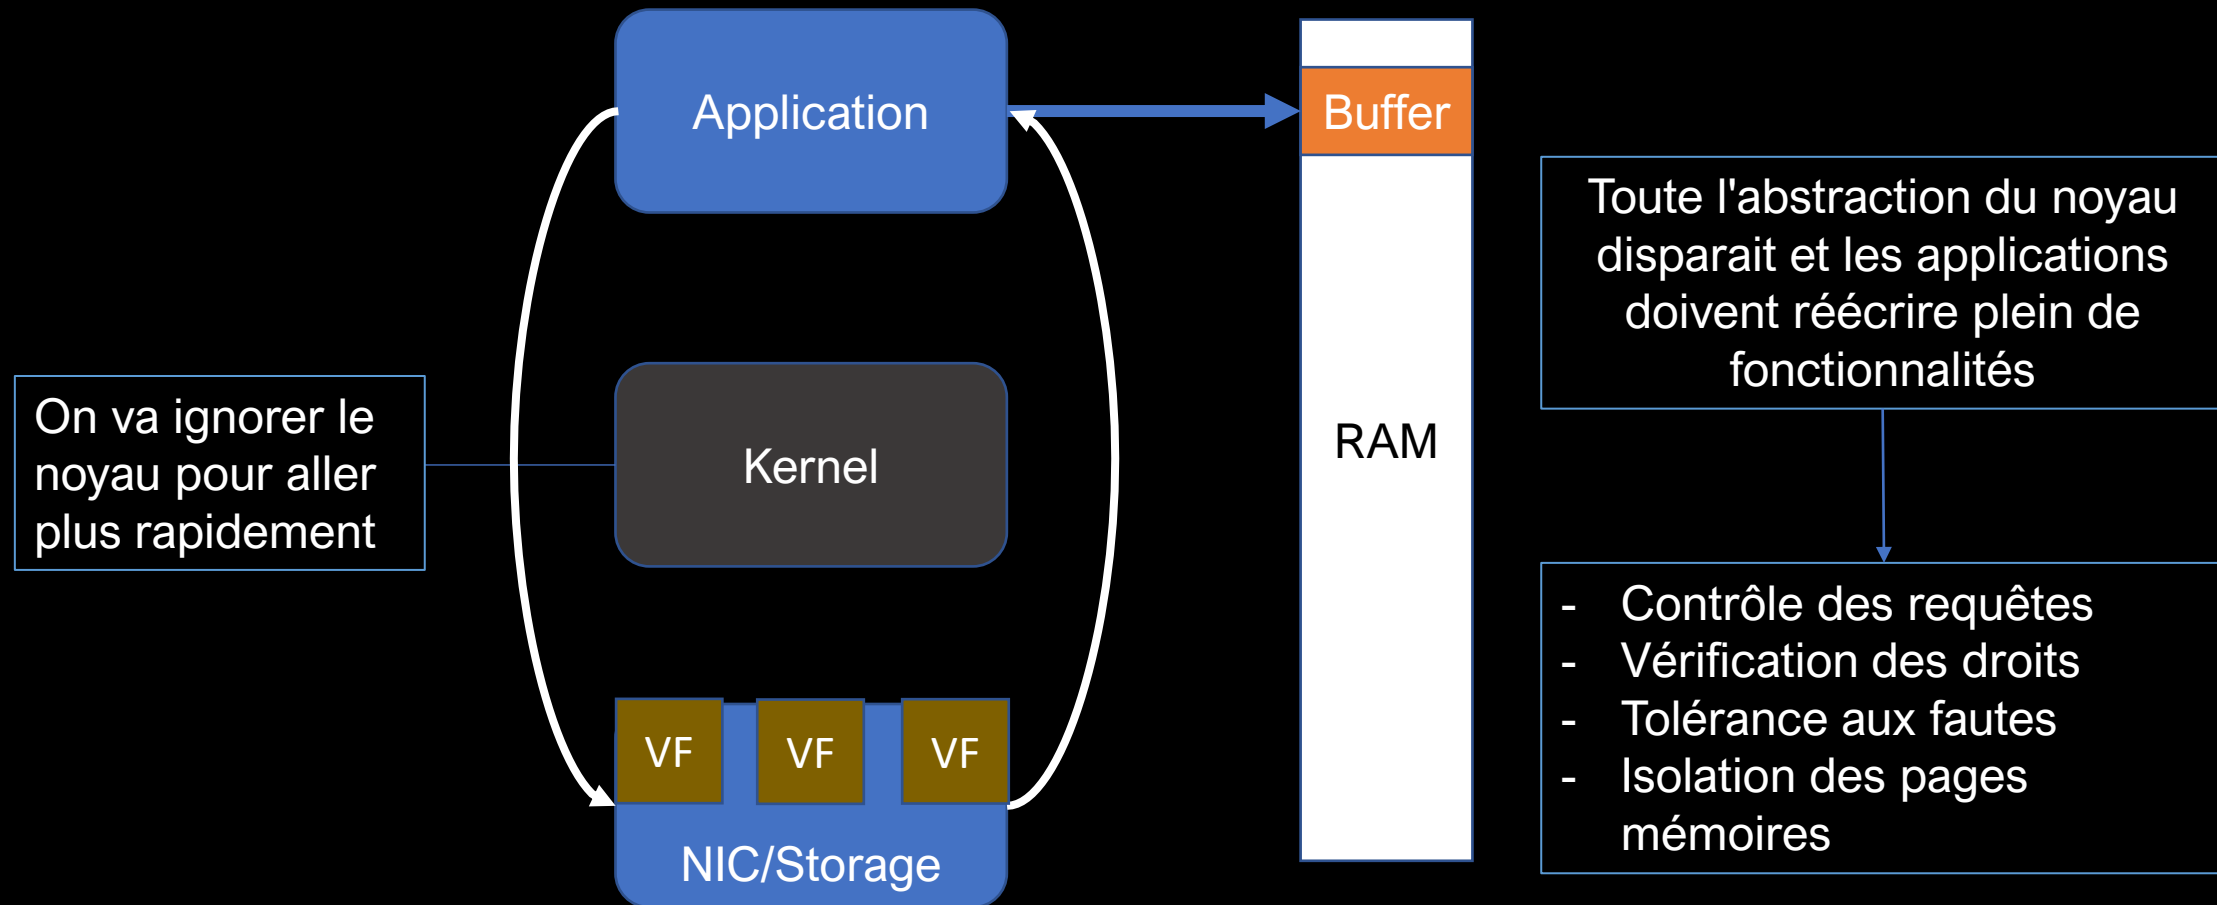 Application
Buffer
Toute l'abstraction du noyau
disparait et les applications
doivent réécrire plein de
fonctionnalités
On va ignorer le
noyau pour aller
plus rapidement
Kernel
RAM
- Contrôle des requêtes
- Vérification des droits
- Tolérance aux fautes
- Isolation des pages
mémoires
VF
VF
VF
NIC/Storage